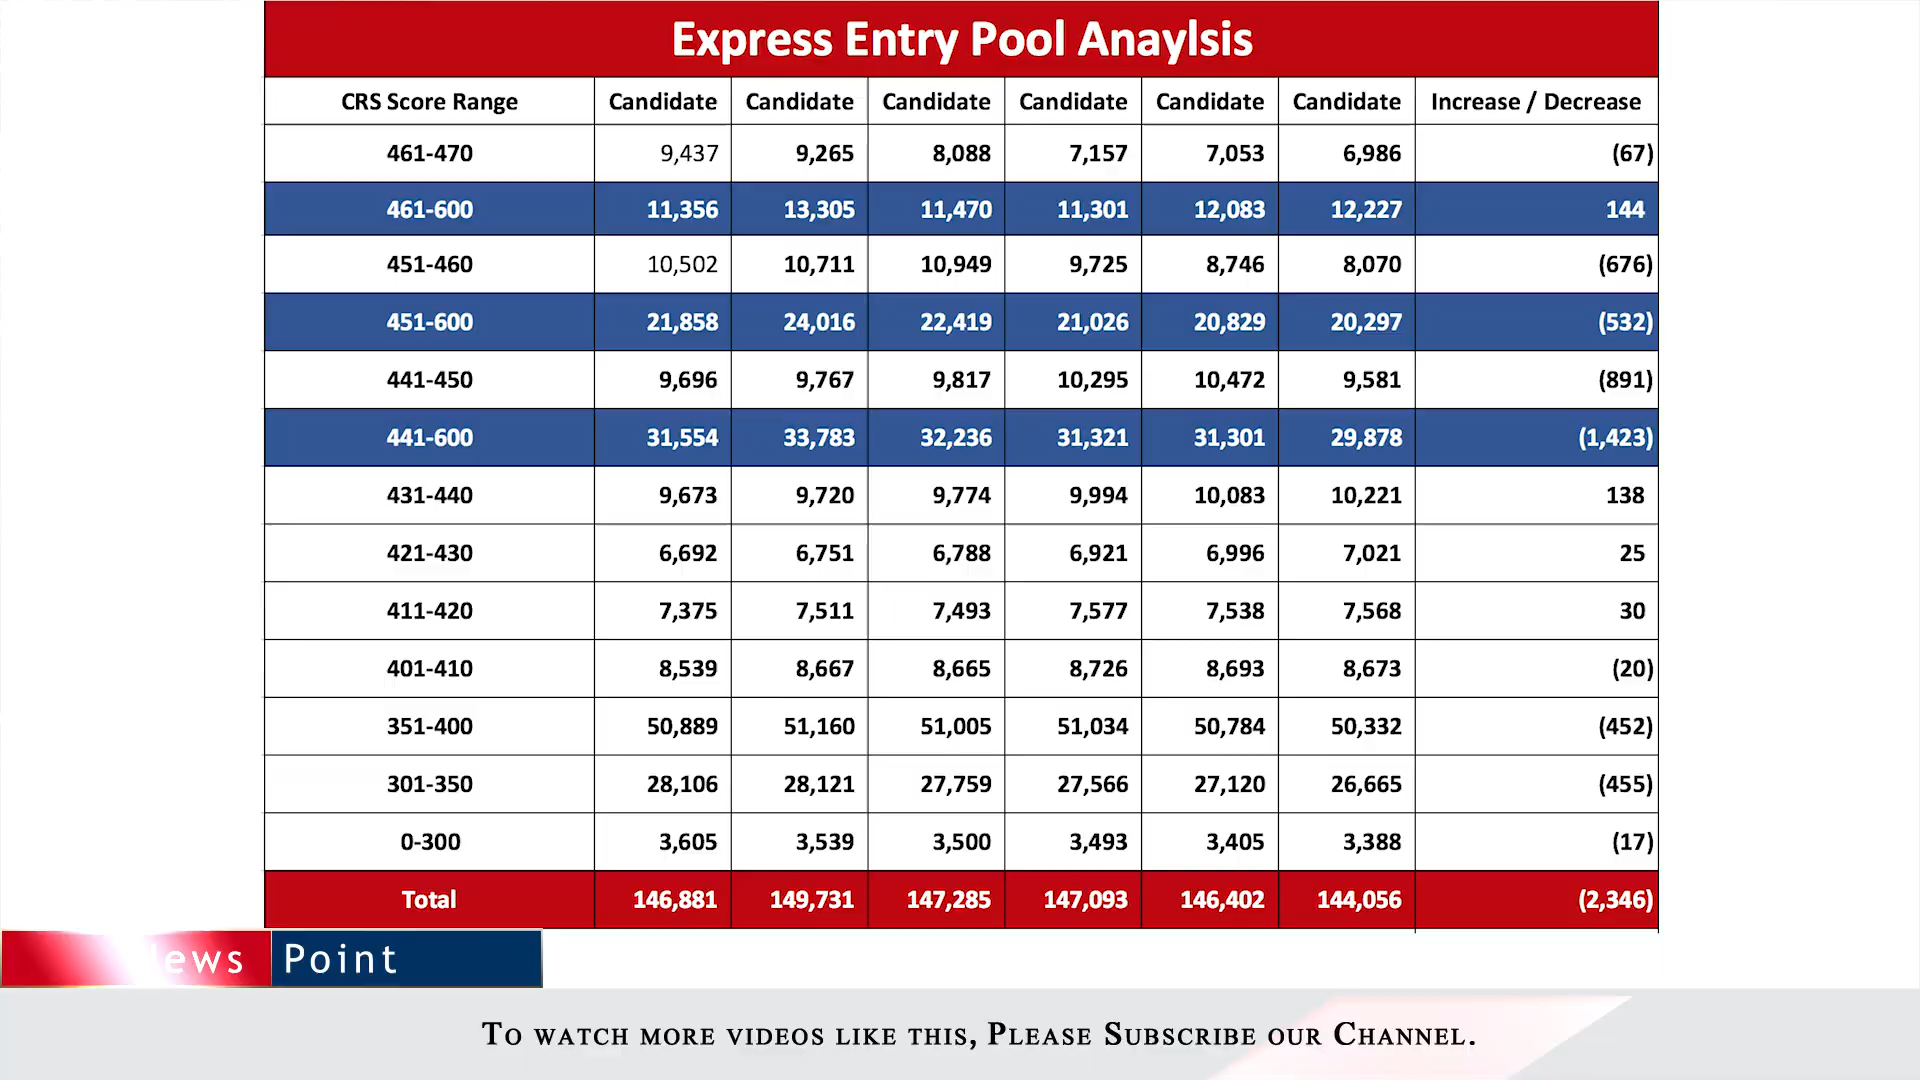 Express Entry Pool Anaylsis
CRS Score Range Candidate Candidate Candidate Candidate Candidate Candidate Increase / Decrease
461-470 9,437 9,265 8,088 7,157 7,053 6,986 (67)
461-600 11,356 13,305 11,470 11,301 12,083 12,227 144
451-460 10,502 10,711 10,949 9,725 8,746 8,070 (676)
451-600 21,858 24,016 22,419 21,026 20,829 20,297 (532)
441-450 9,696 9,767 9,817 10,295 10,472 9,581 (891)
441-600 31,554 33,783 32,236 31,321 31,301 29,878 (1,423)
431-440 9,673 9,720 9,774 9,994 10,083 10,221 138
421-430 6,692 6,751 6,788 6,921 6,996 7,021 25
411-420 7,375 7,511 7,493 7,577 7,538 7,568 30
401-410 8,539 8,667 8,665 8,726 8,693 8,673 (20)
351-400 50,889 51,160 51,005 51,034 50,784 50,332 (452)
301-350 28,106 28,121 27,759 27,566 27,120 26,665 (455)
0-300 3,605 3,539 3,500 3,493 3,405 3,388 (17)
Total 146,881 149,731 147,285 147,093 146,402 144,056 (2,346)
ews Point
To watch more videos like this, Please Subscribe our Channel.